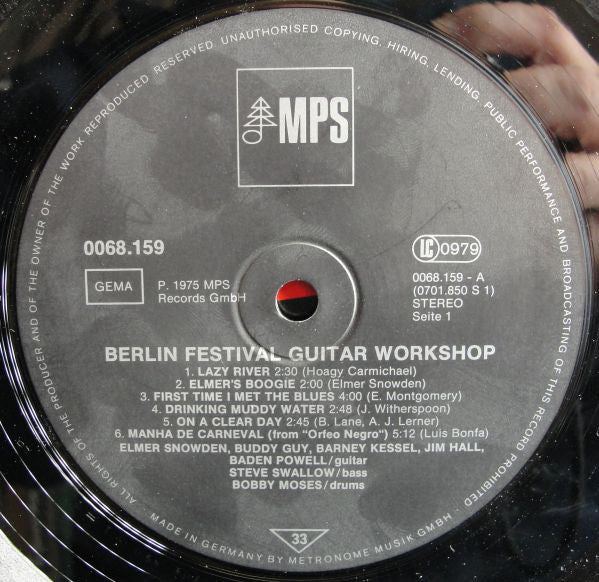 ALL RIGHTS OF THE PRODUCER AND OF THE OWNER OF THE WORK REPRODUCED RESERVED UNAUTHORISED COPYING, HIRING, LENDING, PUBLIC PERFORMANCE AND BROADCASTING OF THIS RECORD PROHIBITED
MPS
0068.159
GEMA
P. 1975 MPS
Records GmbH
LC 0979
0068.159 - A
(0701.850 S 1)
STEREO
Seite 1
BERLIN FESTIVAL GUITAR WORKSHOP
1. LAZY RIVER 2:30 (Hoagy Carmichael)
2. ELMER'S BOOGIE 2:00 (Elmer Snowden)
3. FIRST TIME I MET THE BLUES 4:00 (E. Montgomery)
4. DRINKING MUDDY WATER 2:48 (J. Witherspoon)
5. ON A CLEAR DAY 2:45 (B. Lane, A. J. Lerner)
6. MANHA DE CARNEVAL (from "Orfeo Negro") 5:12 (Luis Bonfa)
ELMER SNOWDEN, BUDDY GUY, BARNEY KESSEL, JIM HALL,
BADEN POWELL/guitar
STEVE SWALLOW/bass
BOBBY MOSES/drums
33
MADE IN GERMANY BY METRONOME MUSIK GMBH